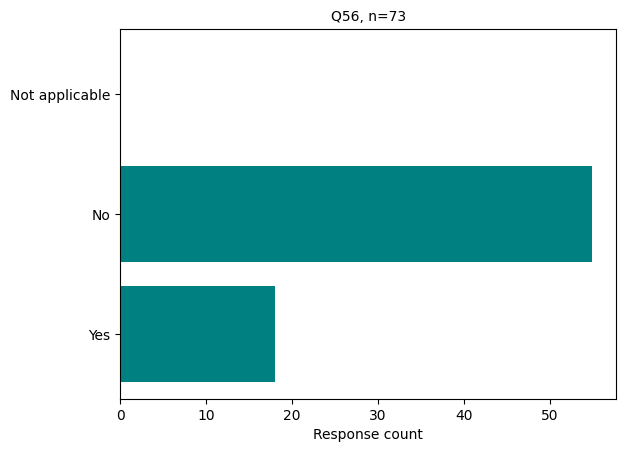 Q56, n=73
Not applicable
No
Yes
0 10 20 30 40 50
Response count